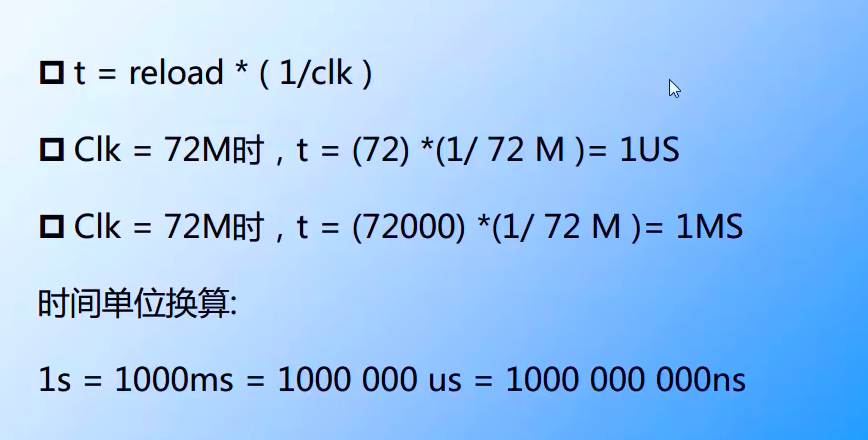 t = reload * ( 1/clk )
Clk = 72M时，t = (72) *(1/ 72 M )= 1US
Clk = 72M时，t = (72000) *(1/ 72 M )= 1MS
时间单位换算:
1s = 1000ms = 1000 000 us = 1000 000 000ns